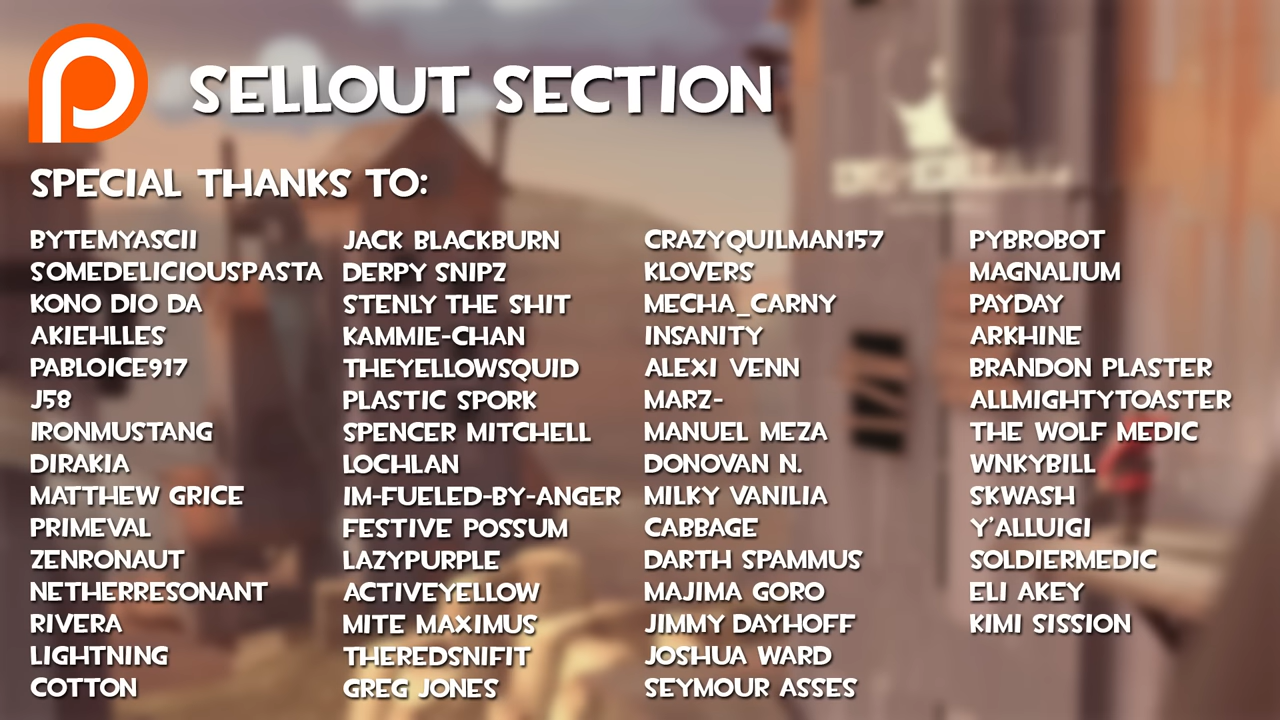 SELLOUT SECTION
SPECIAL THANKS TO:
BYTEMYASCII
SOMEDELICIOUSPASTA
KONO DIO DA
AKIEHLLES
PABLOICE917
J58
IRONMUSTANG
DIRAKIA
MATTHEW GRICE
PRIMEVAL
ZENRONAUT
NETHERRESONANT
RIVERA
LIGHTNING
COTTON
JACK BLACKBURN
DERPY SNIPZ
STENLY THE SHIT
KAMMIE-CHAN
THEYELLOWSQUID
PLASTIC SPORK
SPENCER MITCHELL
LOCHLAN
IM-FUELED-BY-ANGER
FESTIVE POSSUM
LAZYPURPLE
ACTIVEYELLOW
MITE MAXIMUS
THEREDSNIFIT
GREG JONES
CRAZYQUILMAN157
KLOVERS
MECHA_CARNY
INSANITY
ALEXI VENN
MARZ-
MANUEL MEZA
DONOVAN N.
MILKY VANILIA
CABBAGE
DARTH SPAMMUS
MAJIMA GORO
JIMMY DAYHOFF
JOSHUA WARD
SEYMOUR ASSES
PYBROBOT
MAGNALIUM
PAYDAY
ARKHINE
BRANDON PLASTER
ALLMIGHTYTOASTER
THE WOLF MEDIC
WNKYBILL
SKWASH
Y'ALLUIGI
SOLDIERMEDIC
ELI AKEY
KIMI SISSION